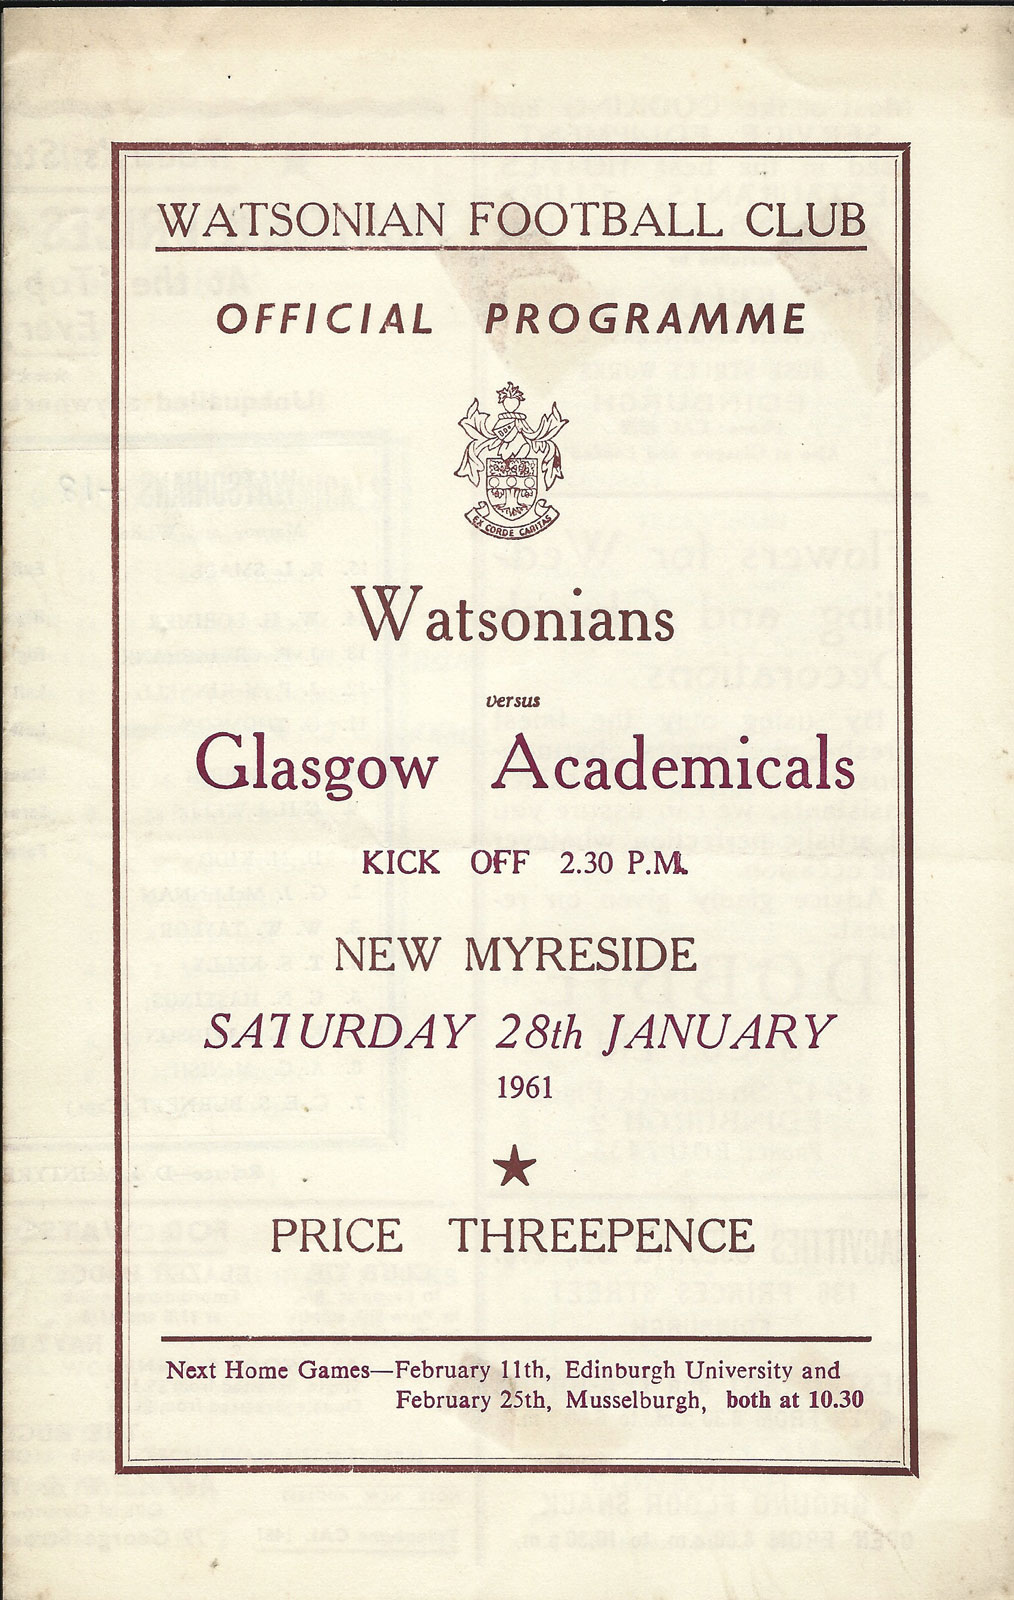 WATSONIAN FOOTBALL CLUB
OFFICIAL PROGRAMME
EX CORDE CARITAS
Watsonians
versus
Glasgow Academicals
KICK OFF 2.30 P.M.
NEW MYRESIDE
SATURDAY 28th JANUARY
1961
PRICE THREEPENCE
Next Home Games—February 11th, Edinburgh University and
February 25th, Musselburgh, both at 10.30